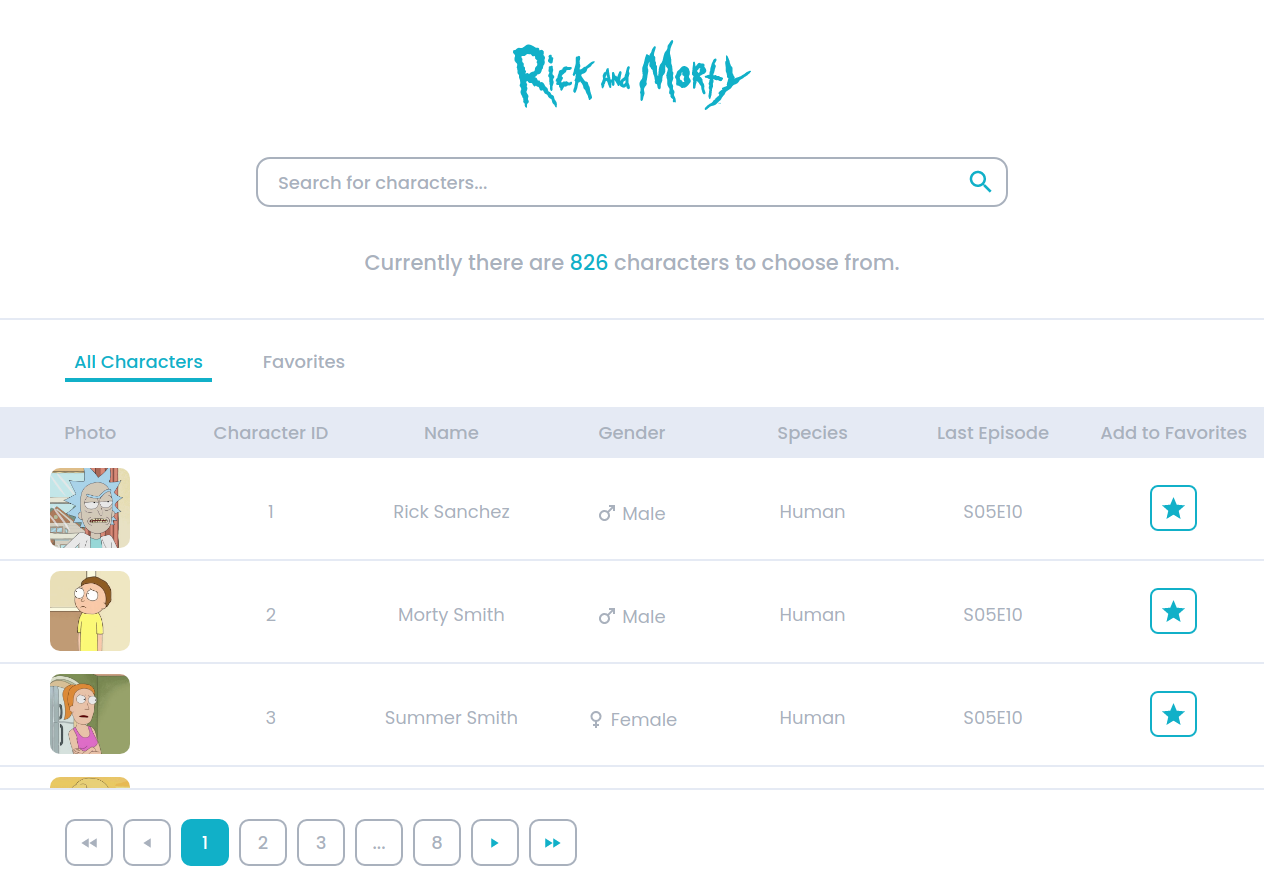 Rick and Morty
Search for characters...
Currently there are 826 characters to choose from.
All Characters Favorites
Photo Character ID Name Gender Species Last Episode Add to Favorites
1 Rick Sanchez Male Human S05E10
2 Morty Smith Male Human S05E10
3 Summer Smith Female Human S05E10
1 2 3 ... 8